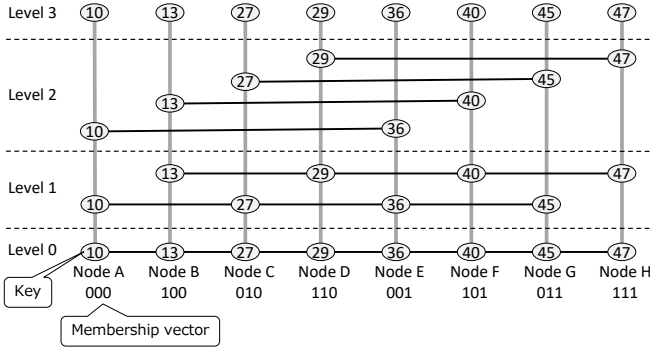 Level 3 10 13 27 29 36 40 45 47
29 47
27 45
Level 2
13 40
10 36
13 29 40 47
Level 1
10 27 36 45
Level 0 10 13 27 29 36 40 45 47
Key
Node A Node B Node C Node D Node E Node F Node G Node H
000 100 010 110 001 101 011 111
Membership vector